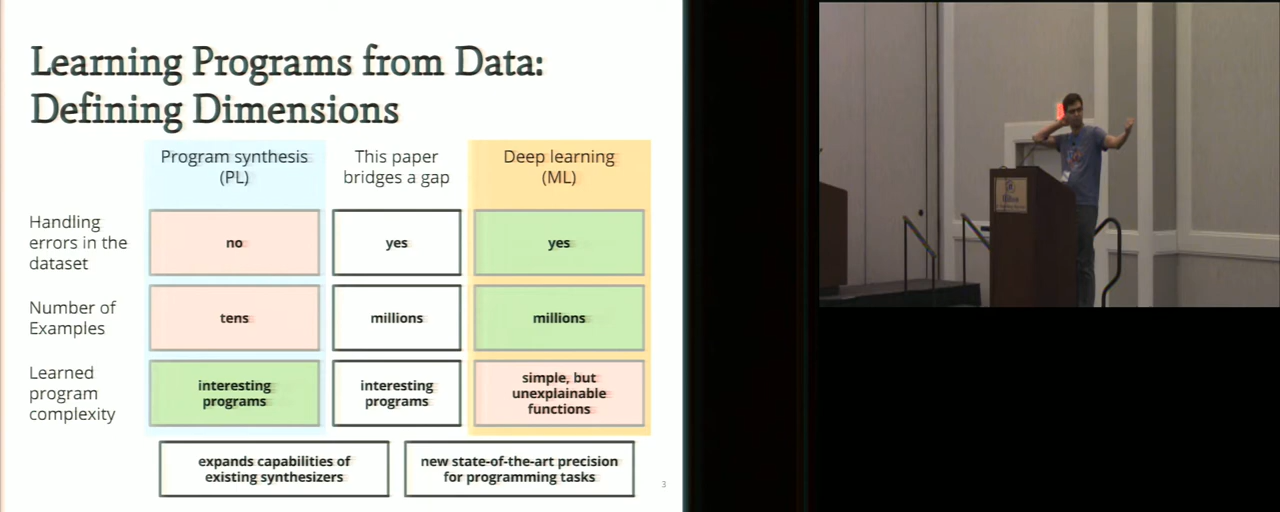 Learning Programs from Data:
Defining Dimensions
Program synthesis
(PL)
This paper
bridges a gap
Deep learning
(ML)
Handling
errors in the
dataset
no
yes
yes
Number of
Examples
tens
millions
millions
Learned
program
complexity
interesting
programs
interesting
programs
simple, but
unexplainable
functions
expands capabilities of
existing synthesizers
new state-of-the-art precision
for programming tasks
3
Hilton